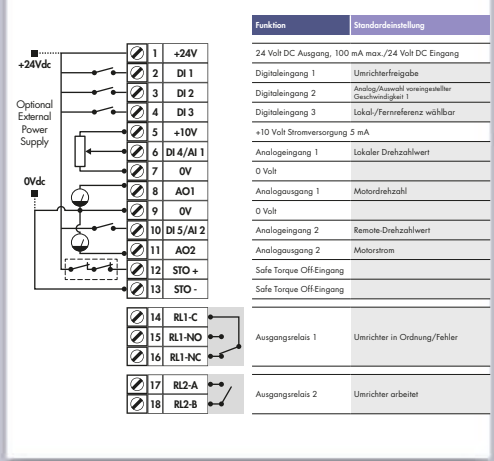 Funktion Standardeinstellung
+24Vdc
Optional
External
Power
Supply
0Vdc
1 +24V 24 Volt DC Ausgang, 100 mA max./24 Volt DC Eingang
2 DI 1 Digitaleingang 1 Umrichterfreigabe
3 DI 2 Digitaleingang 2 Analog/Auswahl voreingestellter
Geschwindigkeit 1
4 DI 3 Digitaleingang 3 Lokal-/Fernreferenz wählbar
5 +10V +10 Volt Stromversorgung 5 mA
6 DI 4/AI 1 Analogeingang 1 Lokaler Drehzahlwert
7 0V 0 Volt
8 AO1 Analogausgang 1 Motordrehzahl
9 0V 0 Volt
10 DI 5/AI 2 Analogeingang 2 Remote-Drehzahlwert
11 AO2 Analogausgang 2 Motorstrom
12 STO + Safe Torque Off-Eingang
13 STO - Safe Torque Off-Eingang
14 RL1-C
15 RL1-NO Ausgangsrelais 1 Umrichter in Ordnung/Fehler
16 RL1-NC
17 RL2-A
Ausgangsrelais 2 Umrichter arbeitet
18 RL2-B